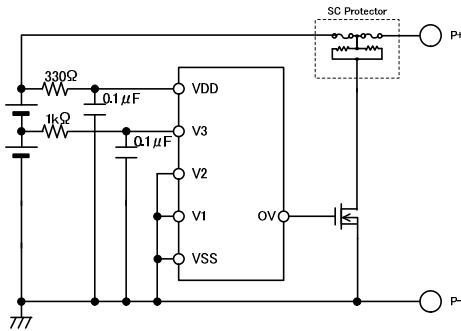 SC Protector
P+
330Ω
VDD
0.1μF
1kΩ
V3
0.1μF
V2
V1
OV
VSS
P-